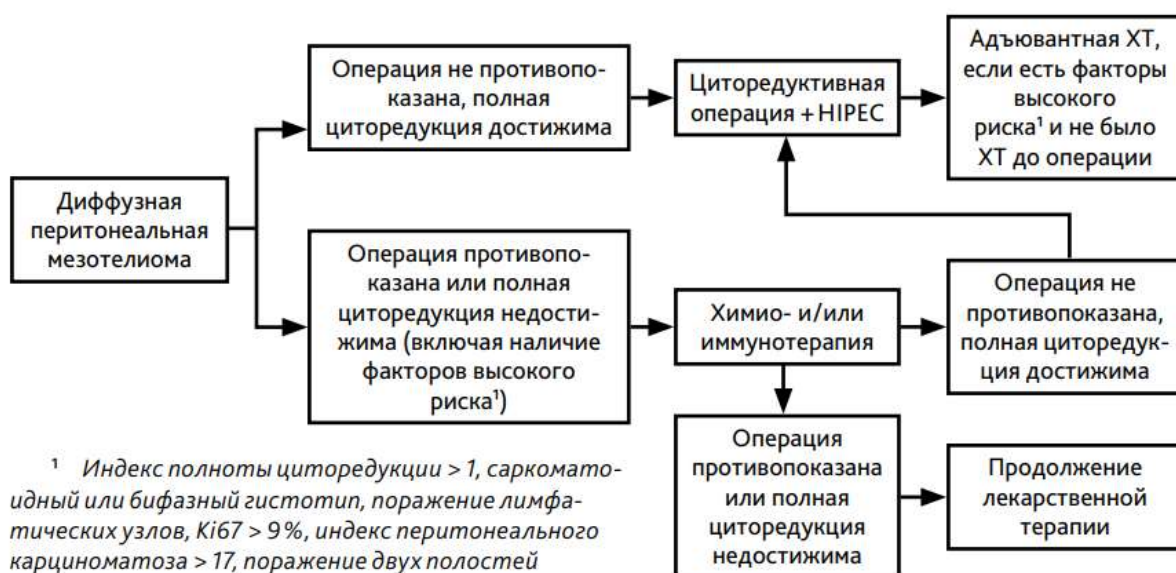 Операция не противопо-
казана, полная
циторедукция достижима
Циторедуктивная
операция + HIPEC
Адъювантная ХТ,
если есть факторы
высокого
риска¹ и не было
ХТ до операции
Диффузная
перитонеальная
мезотелиома
Операция противопо-
казана или полная
циторедукция недости-
жима (включая наличие
факторов высокого
риска¹)
Химио- и/или
иммунотерапия
Операция не
противопоказана,
полная циторедук-
ция достижима
Операция
противопоказана
или полная
циторедукция
недостижима
Продолжение
лекарственной
терапии
¹ Индекс полноты циторедукции > 1, саркомато-
идный или бифазный гистотип, поражение лимфа-
тических узлов, Ki67 > 9 %, индекс перитонеального
карциноматоза > 17, поражение двух полостей